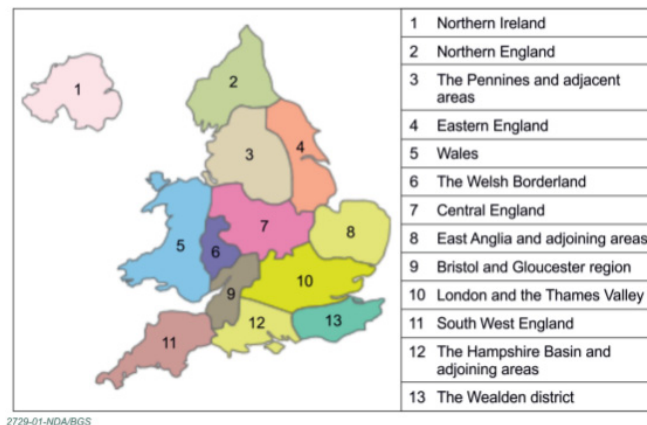 1
2
3
4
5
6
7
8
9
10
11
12
13
1 Northern Ireland
2 Northern England
3 The Pennines and adjacent
areas
4 Eastern England
5 Wales
6 The Welsh Borderland
7 Central England
8 East Anglia and adjoining areas
9 Bristol and Gloucester region
10 London and the Thames Valley
11 South West England
12 The Hampshire Basin and
adjoining areas
13 The Wealden district
2729-01-NDA/BGS